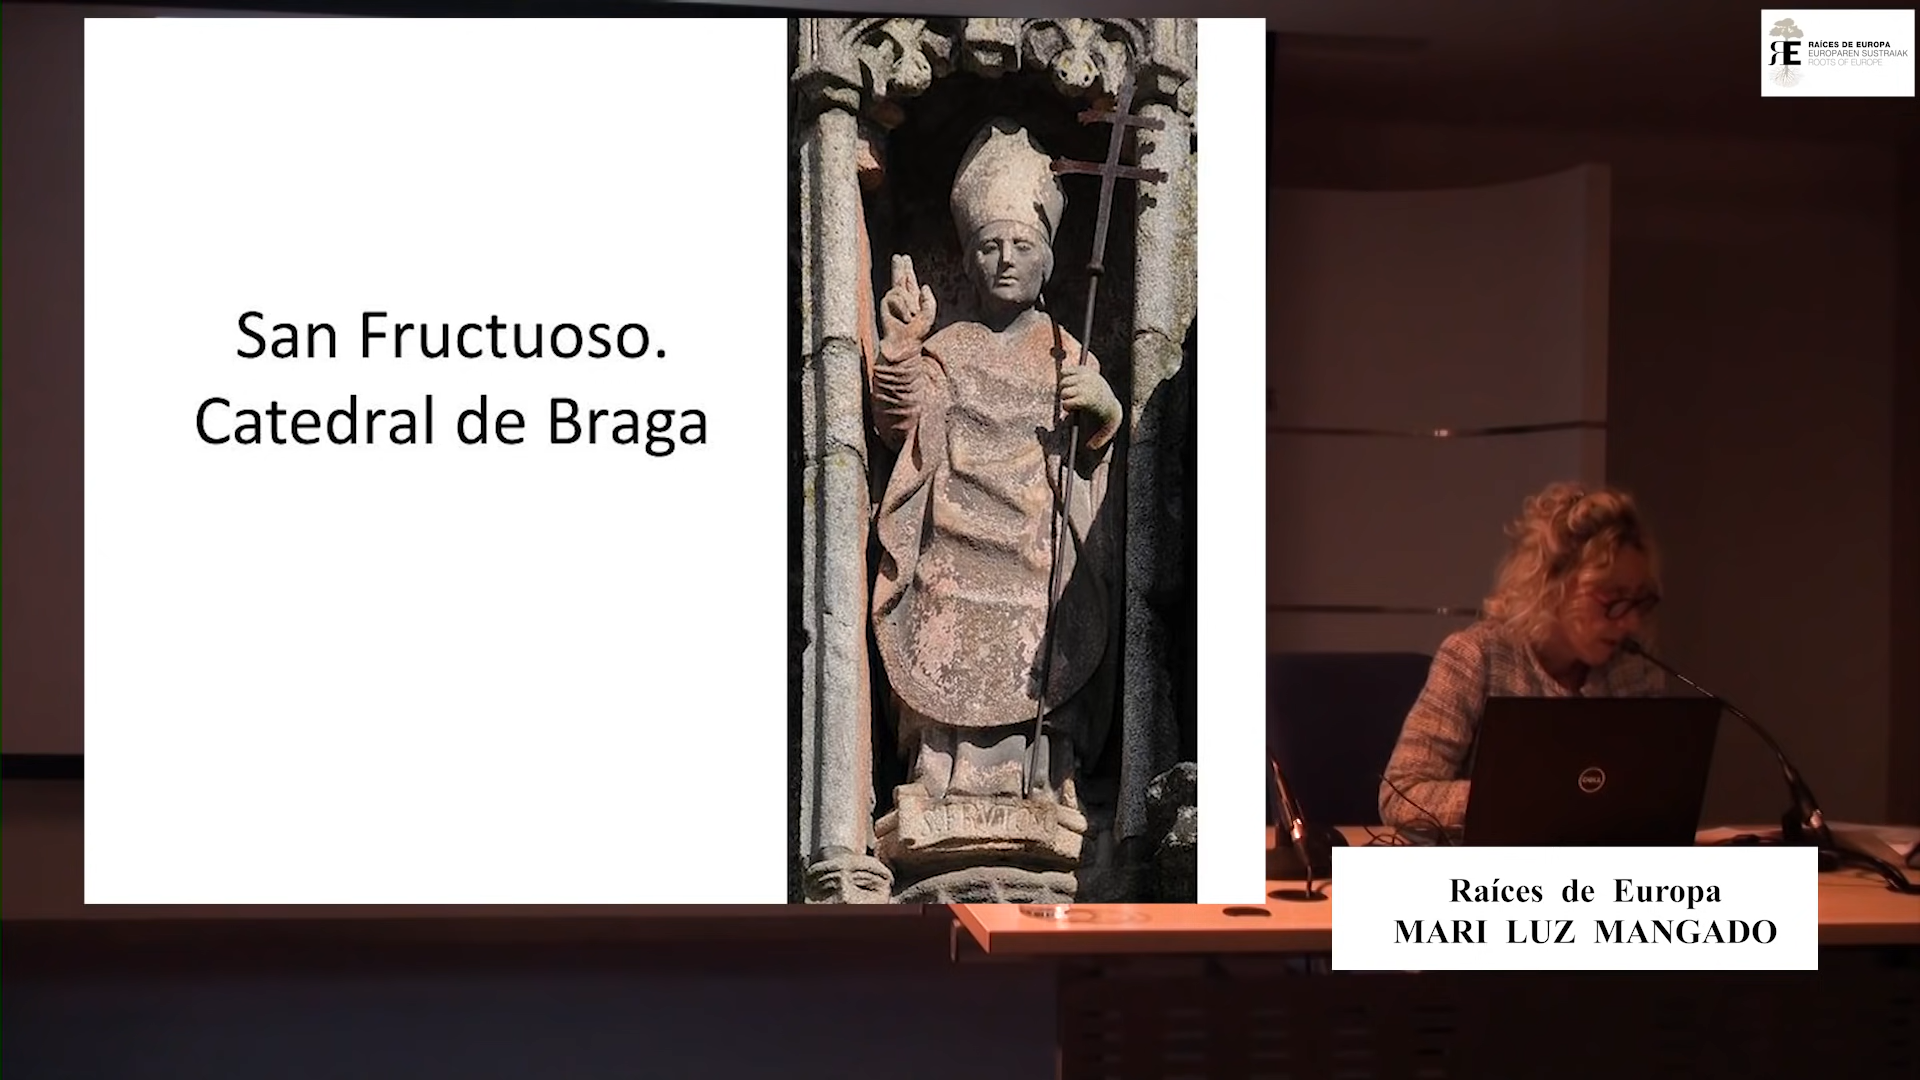 San Fructuoso.
Catedral de Braga
RAÍCES DE EUROPA
EUROPAREN SUSTRAIAK
ROOTS OF EUROPE
DELL
Raíces de Europa
MARI LUZ MANGADO